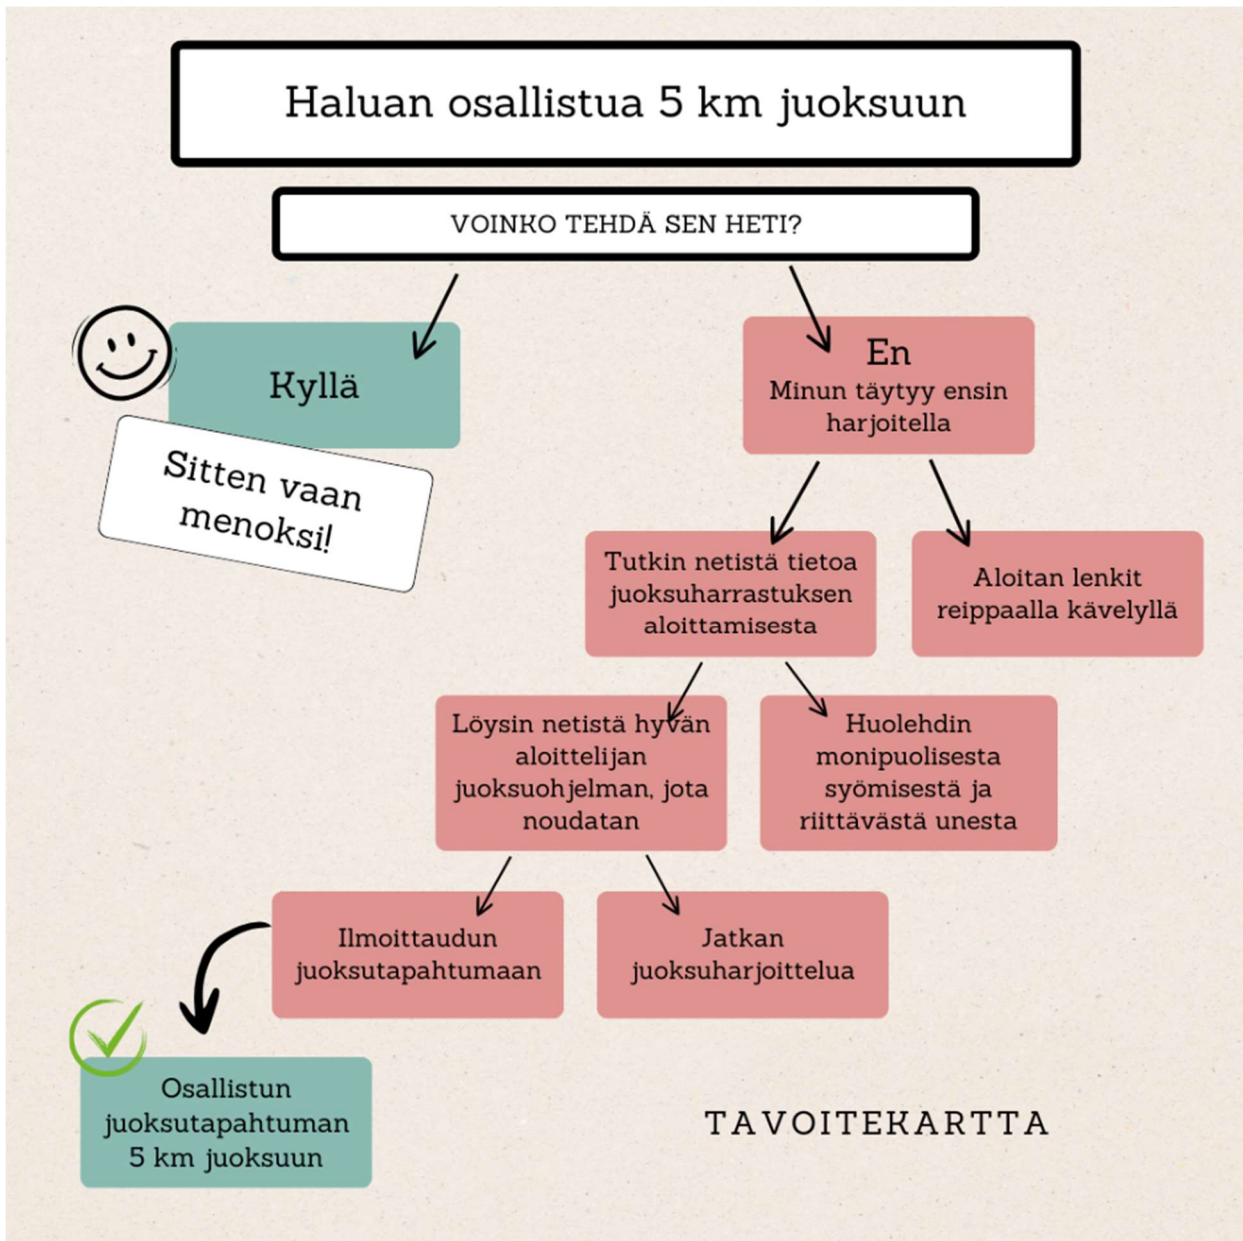 Haluan osallistua 5 km juoksuun
VOINKO TEHDÄ SEN HETI?
Kyllä
Sitten vaan
menoksi!
En
Minun täytyy ensin
harjoitella
Tutkin netistä tietoa
juoksuharrastuksen
aloittamisesta
Aloitan lenkit
reippaalla kävelyllä
Löysin netistä hyvän
aloittelijan
juoksuohjelman, jota
noudatan
Huolehdin
monipuolisesta
syömisestä ja
riittävästä unesta
Ilmoittaudun
juoksutapahtumaan
Jatkan
juoksuharjoittelua
Osallistun
juoksutapahtuman
5 km juoksuun
TAVOITEKARTTA